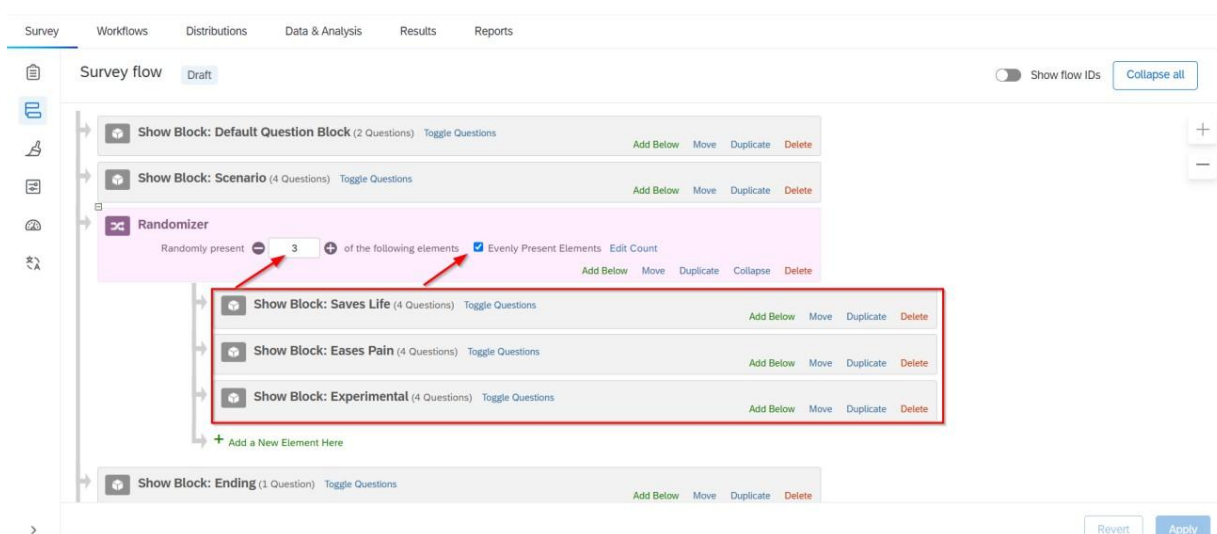 Survey Workflows Distributions Data & Analysis Results Reports
Survey flow Draft Show flow IDs Collapse all
Show Block: Default Question Block (2 Questions) Toggle Questions
Add Below Move Duplicate Delete
Show Block: Scenario (4 Questions) Toggle Questions
Add Below Move Duplicate Delete
Randomizer
Randomly present 3 of the following elements Evenly Present Elements Edit Count
Add Below Move Duplicate Collapse Delete
Show Block: Saves Life (4 Questions) Toggle Questions
Add Below Move Duplicate Delete
Show Block: Eases Pain (4 Questions) Toggle Questions
Add Below Move Duplicate Delete
Show Block: Experimental (4 Questions) Toggle Questions
Add Below Move Duplicate Delete
+ Add a New Element Here
Show Block: Ending (1 Question) Toggle Questions
Add Below Move Duplicate Delete
Revert Apply